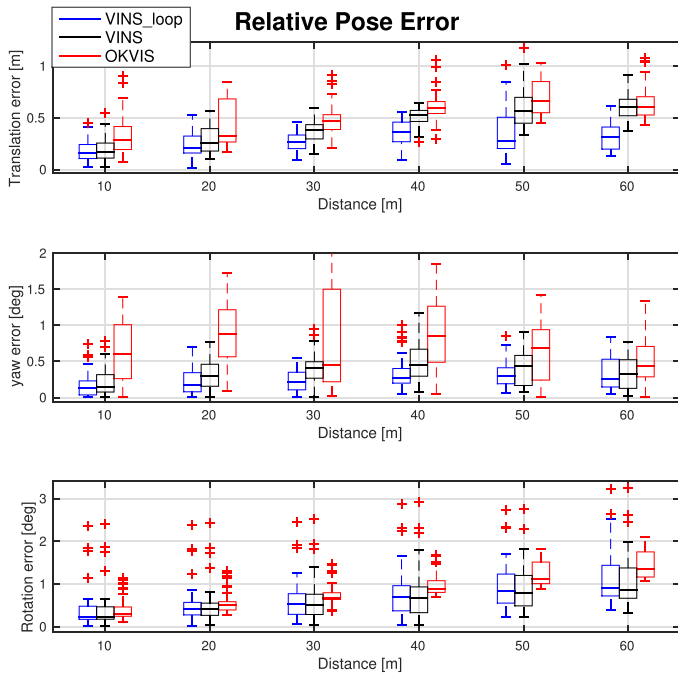 Relative Pose Error
VINS_loop
VINS
OKVIS
Translation error [m]
1
0.5
0
10 20 30 40 50 60
Distance [m]
yaw error [deg]
2
1.5
1
0.5
0
10 20 30 40 50 60
Distance [m]
Rotation error [deg]
3
2
1
0
10 20 30 40 50 60
Distance [m]